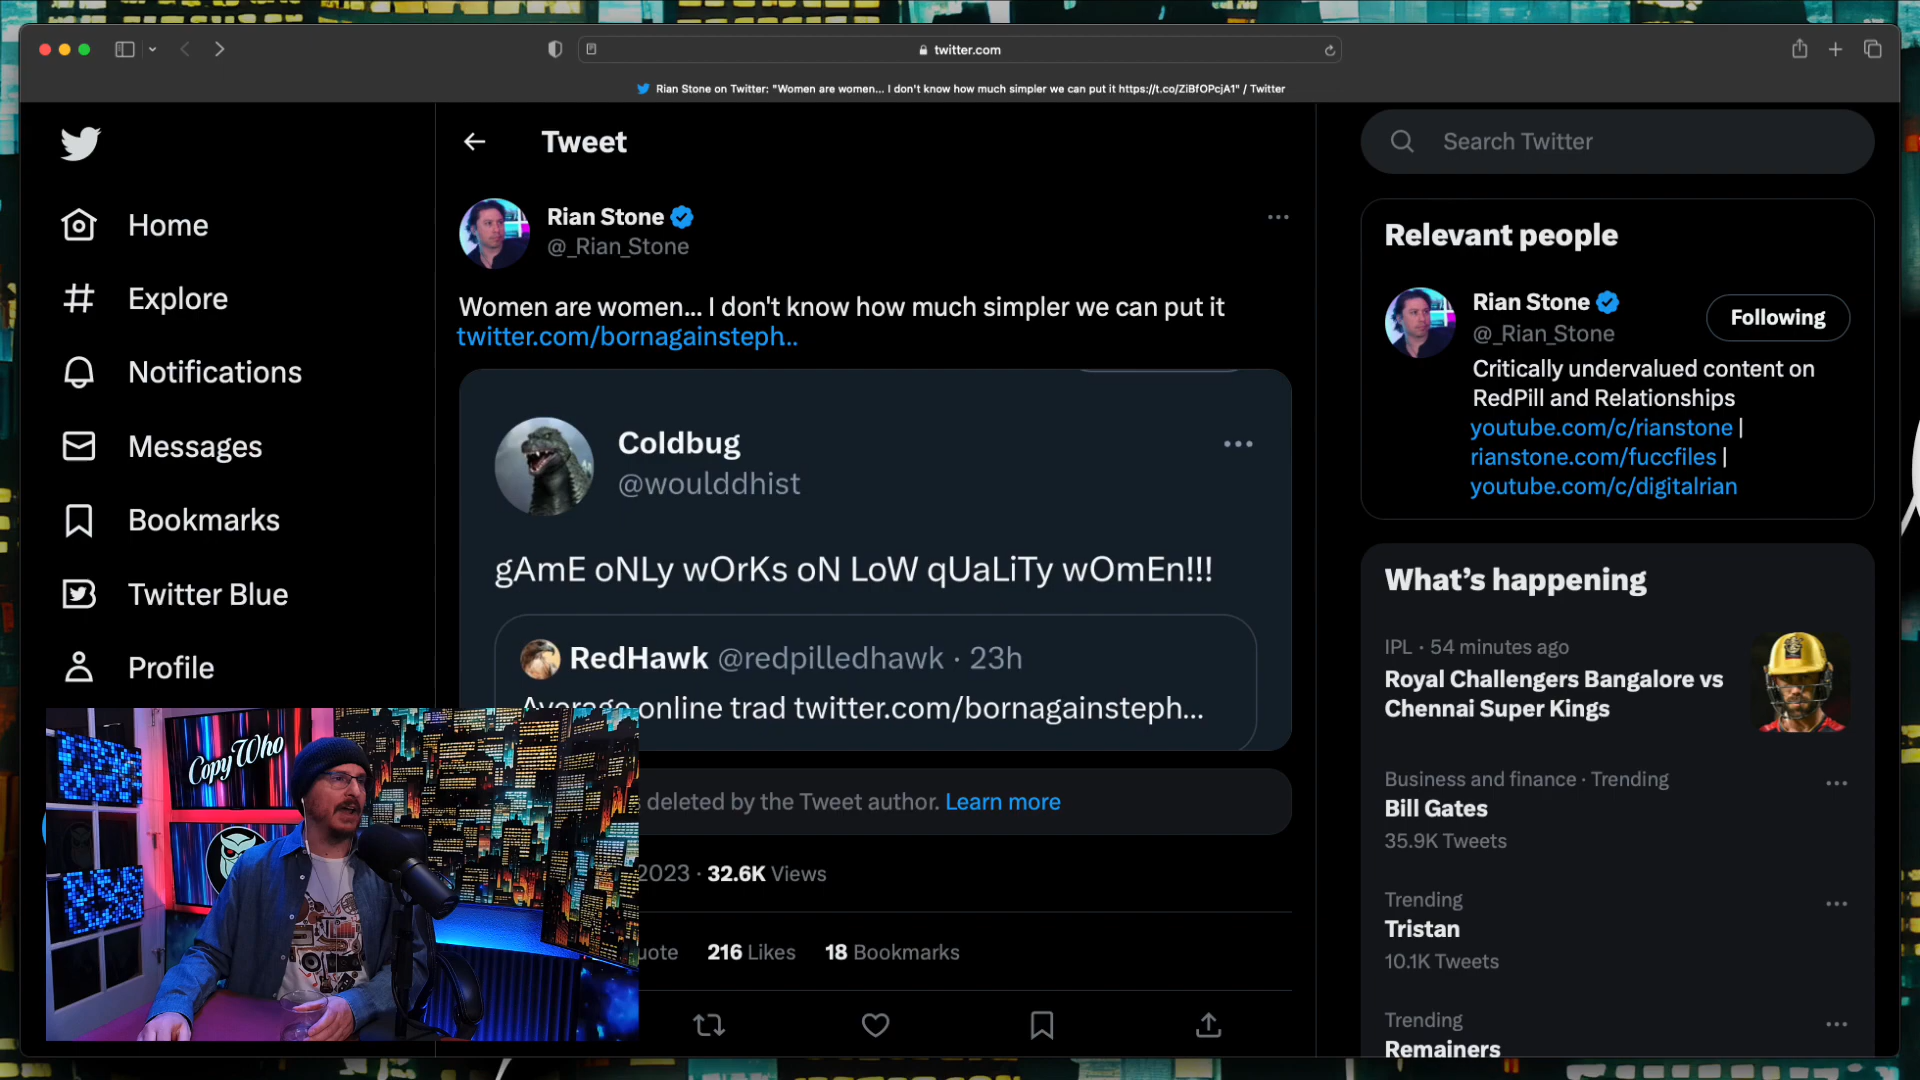 twitter.com
Rian Stone on Twitter: "Women are women... I don't know how much simpler we can put it https://t.co/ZiBfOPcjA1" / Twitter
Home
Explore
Notifications
Messages
Bookmarks
Twitter Blue
Profile
Tweet
Rian Stone
@_Rian_Stone
Women are women... I don't know how much simpler we can put it
twitter.com/bornagainsteph...
Coldbug
@woulddhist
gAmE oNLy wOrKs oN LoW qUaLiTy wOmEn!!!
RedHawk @redpilledhawk · 23h
Average online trad twitter.com/bornagainsteph...
deleted by the Tweet author. Learn more
2023 · 32.6K Views
216 Likes 18 Bookmarks
Copy Who
Search Twitter
Relevant people
Rian Stone
@_Rian_Stone
Following
Critically undervalued content on
RedPill and Relationships
youtube.com/c/rianstone |
rianstone.com/fuccfiles |
youtube.com/c/digitalrian
What's happening
IPL · 54 minutes ago
Royal Challengers Bangalore vs
Chennai Super Kings
Business and finance · Trending
Bill Gates
35.9K Tweets
Trending
Tristan
10.1K Tweets
Trending
Remainers